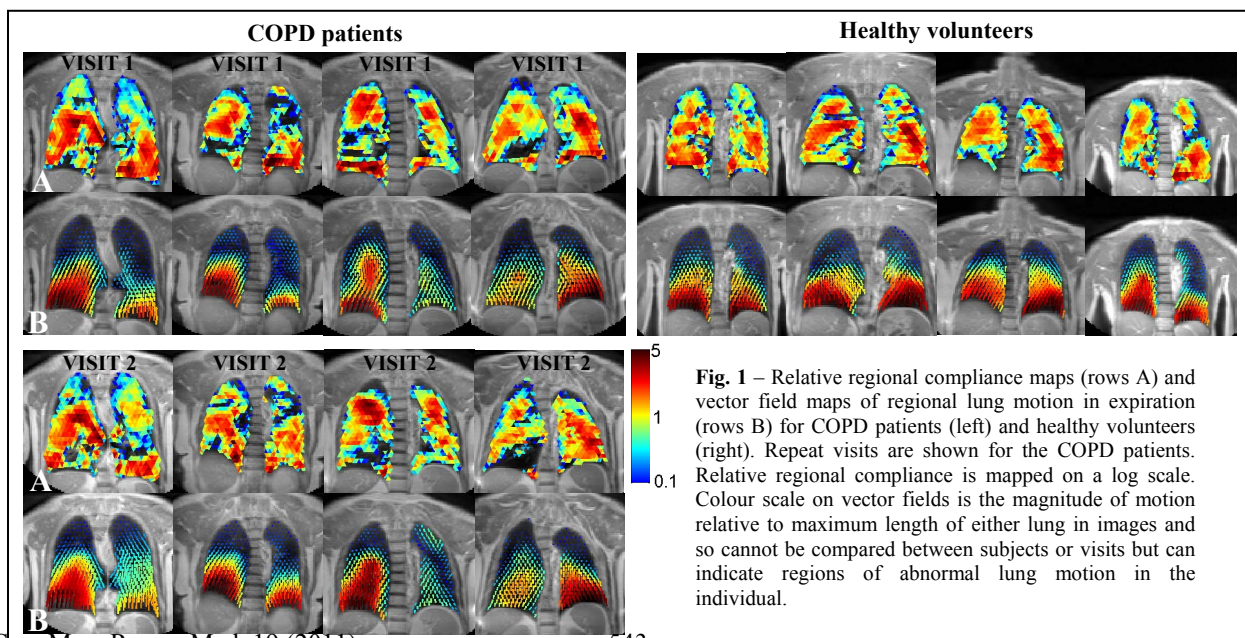 COPD patients
Healthy volunteers
VISIT 1
VISIT 1
VISIT 1
VISIT 1
A
B
VISIT 2
VISIT 2
VISIT 2
VISIT 2
A
B
5
1
0.1
Fig. 1 – Relative regional compliance maps (rows A) and
vector field maps of regional lung motion in expiration
(rows B) for COPD patients (left) and healthy volunteers
(right). Repeat visits are shown for the COPD patients.
Relative regional compliance is mapped on a log scale.
Colour scale on vector fields is the magnitude of motion
relative to maximum length of either lung in images and
so cannot be compared between subjects or visits but can
indicate regions of abnormal lung motion in the
individual.
(2011)